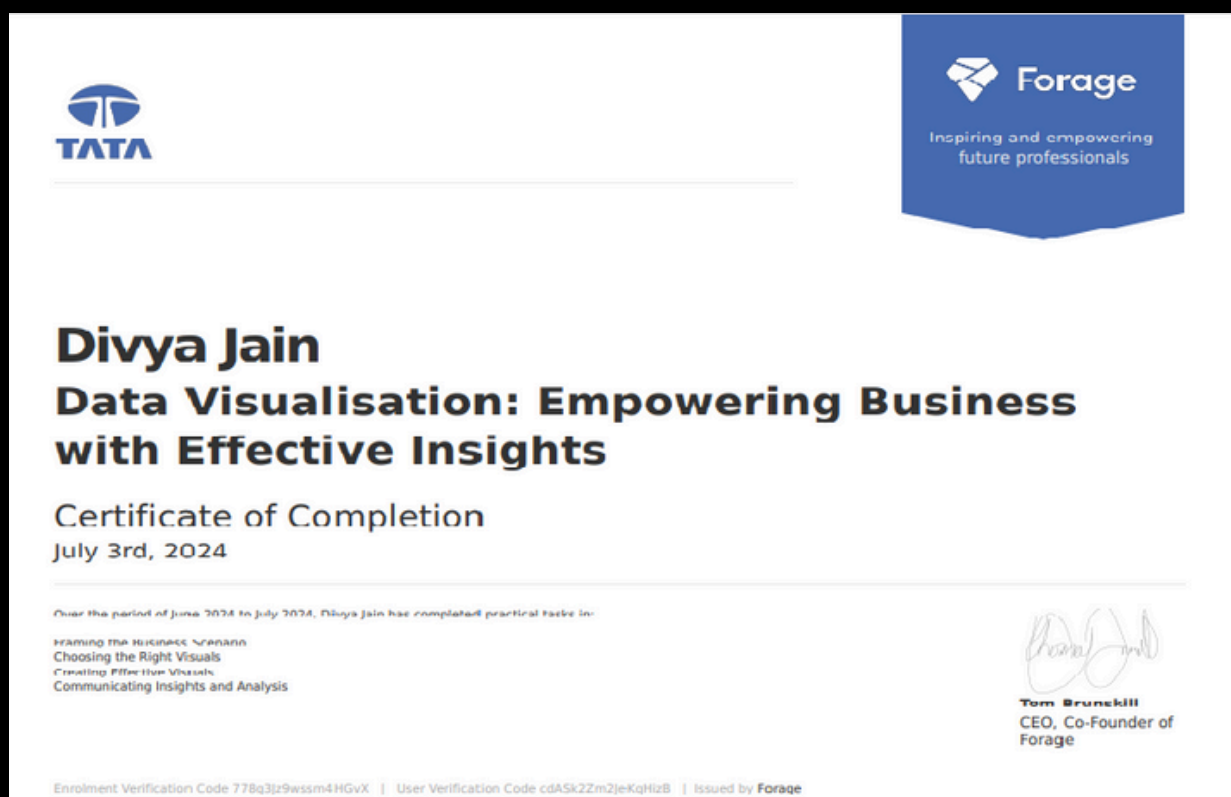 TATA
Forage
Inspiring and empowering
future professionals
Divya Jain
Data Visualisation: Empowering Business
with Effective Insights
Certificate of Completion
July 3rd, 2024
Over the period of June 2024 to July 2024, Divya Jain has completed practical tasks in:
Framing the Business Scenario
Choosing the Right Visuals
Creating Effective Visuals
Communicating Insights and Analysis
Tom Brunskill
CEO, Co-Founder of
Forage
Enrolment Verification Code 778q3Jz9wssm4HGvX | User Verification Code cdASk2Zm2JeKqHizB | Issued by Forage